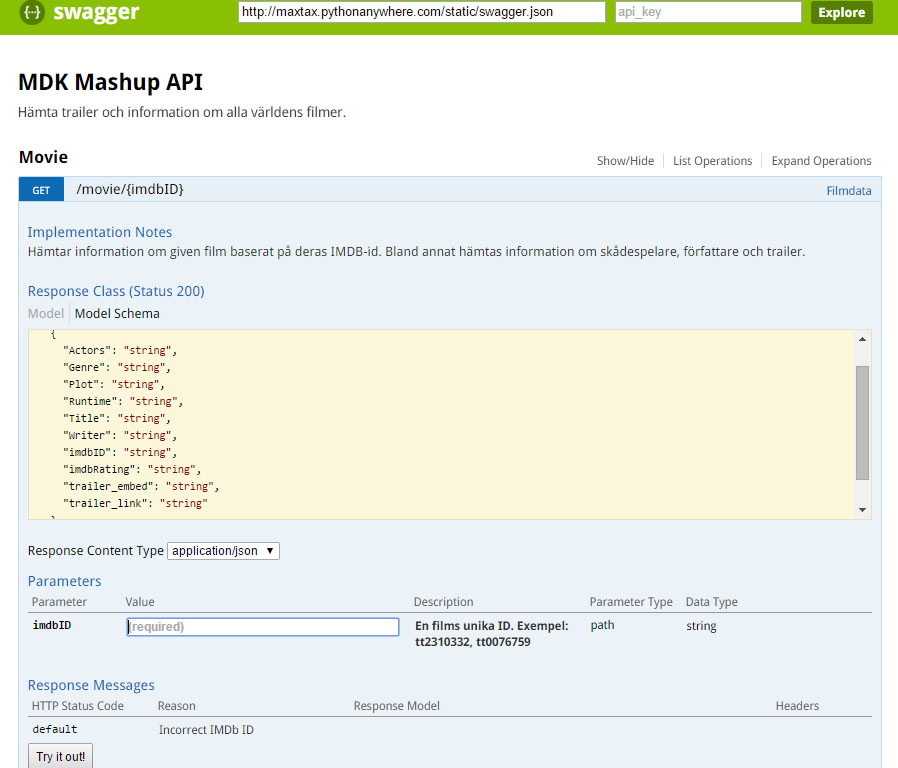 {···} swagger http://maxtax.pythonanywhere.com/static/swagger.json api_key Explore
MDK Mashup API
Hämta trailer och information om alla världens filmer.
Movie Show/Hide List Operations Expand Operations
GET /movie/{imdbID} Filmdata
Implementation Notes
Hämtar information om given film baserat på deras IMDB-id. Bland annat hämtas information om skådespelare, författare och trailer.
Response Class (Status 200)
Model Model Schema
{
"Actors": "string",
"Genre": "string",
"Plot": "string",
"Runtime": "string",
"Title": "string",
"Writer": "string",
"imdbID": "string",
"imdbRating": "string",
"trailer_embed": "string",
"trailer_link": "string"
}
Response Content Type application/json
Parameters
Parameter Value Description Parameter Type Data Type
imdbID (required) En films unika ID. Exempel: path string
tt2310332, tt0076759
Response Messages
HTTP Status Code Reason Response Model Headers
default Incorrect IMDb ID
Try it out!